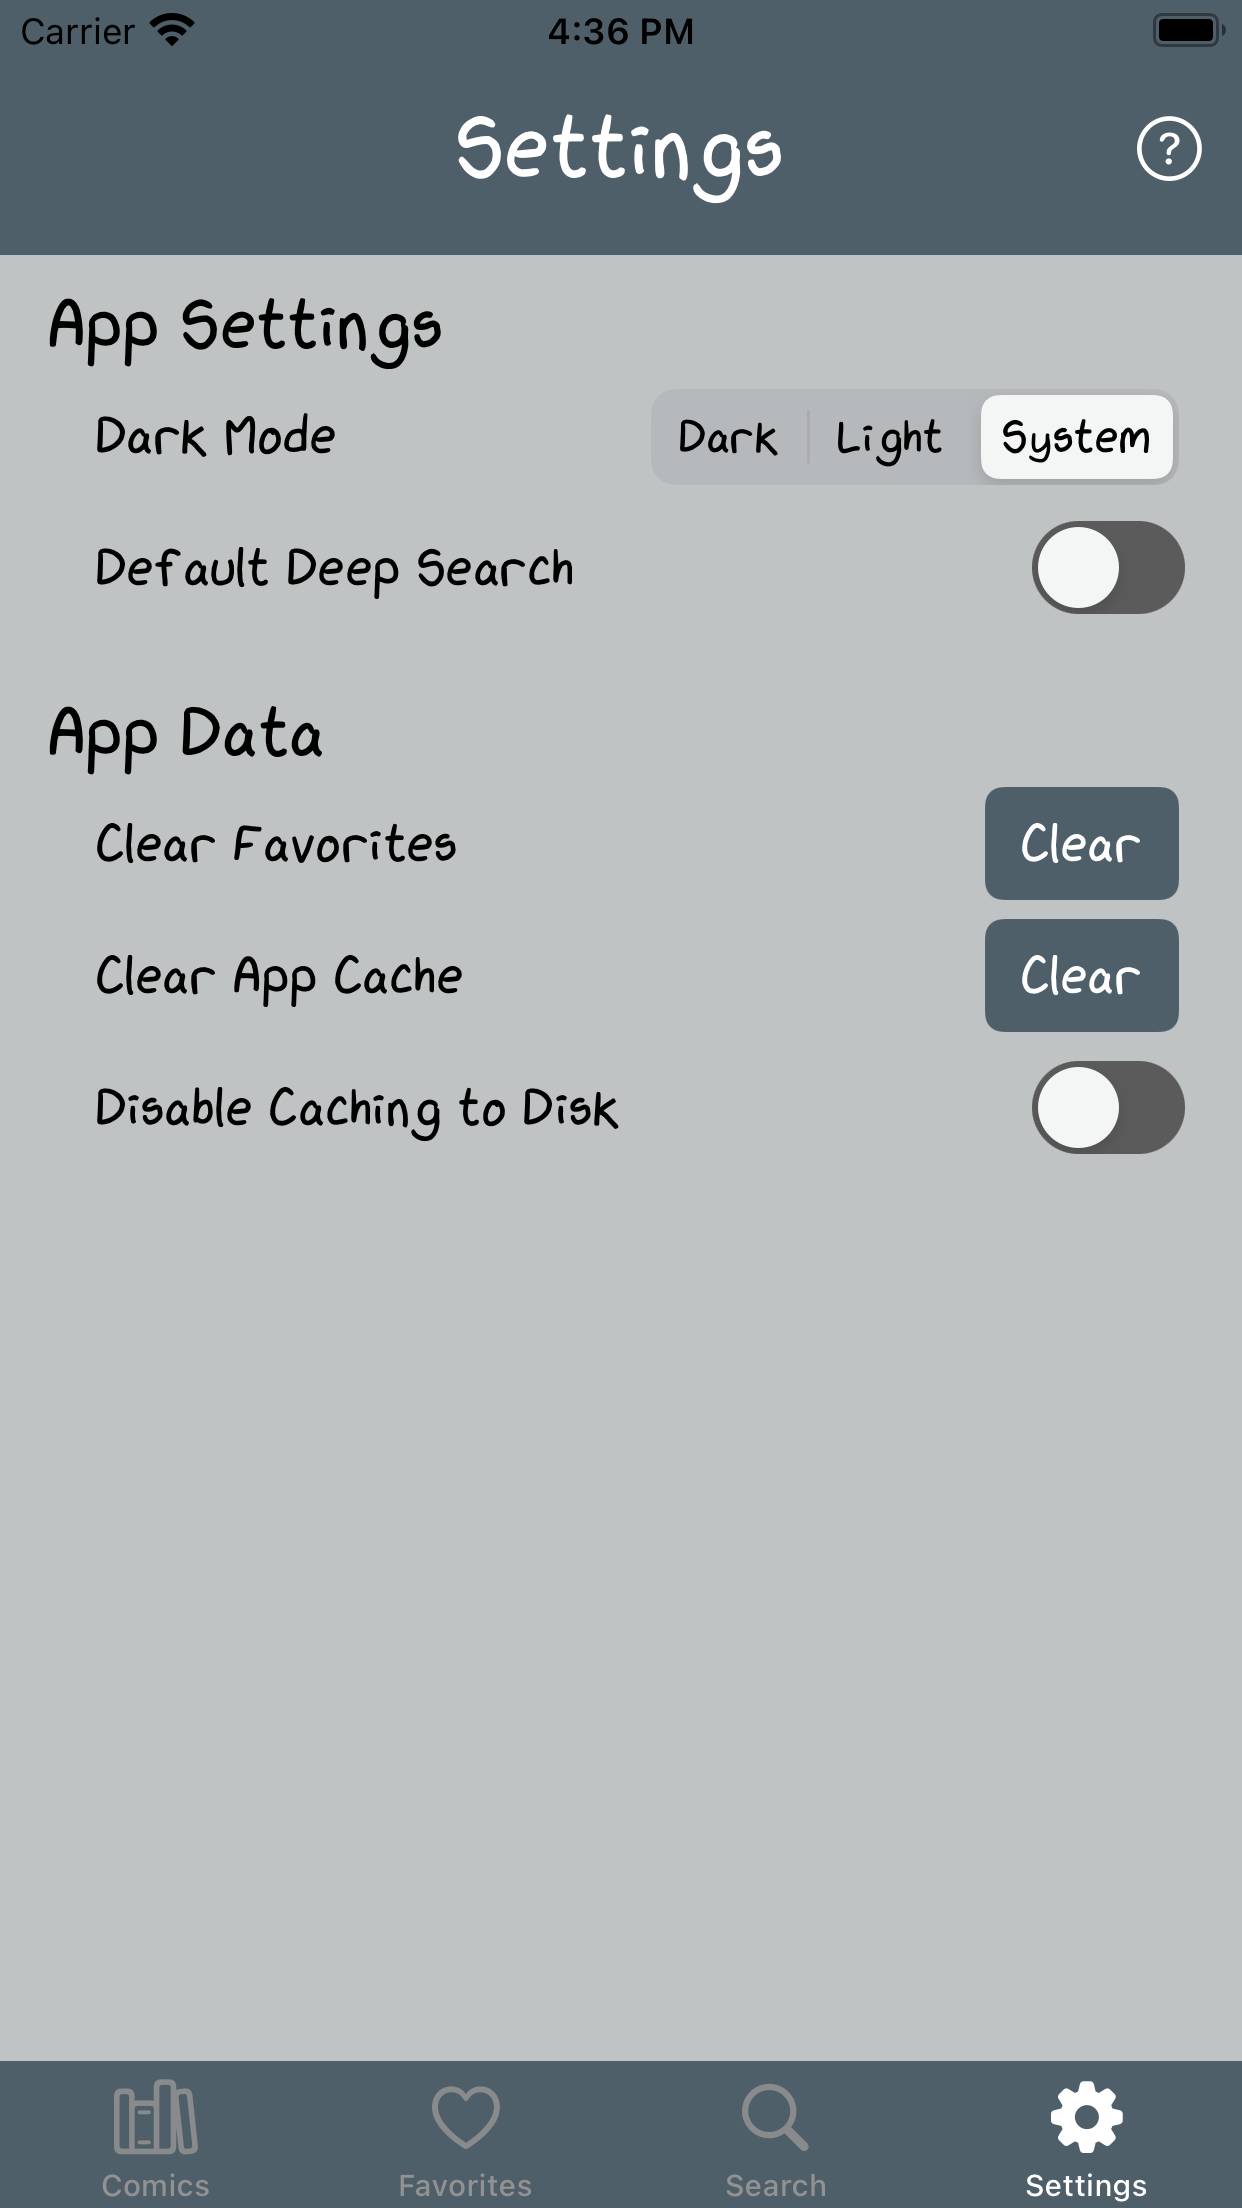 Carrier 4:36 PM
Settings ?
App Settings
Dark Mode Dark Light System
Default Deep Search
App Data
Clear Favorites Clear
Clear App Cache Clear
Disable Caching to Disk
Comics Favorites Search Settings